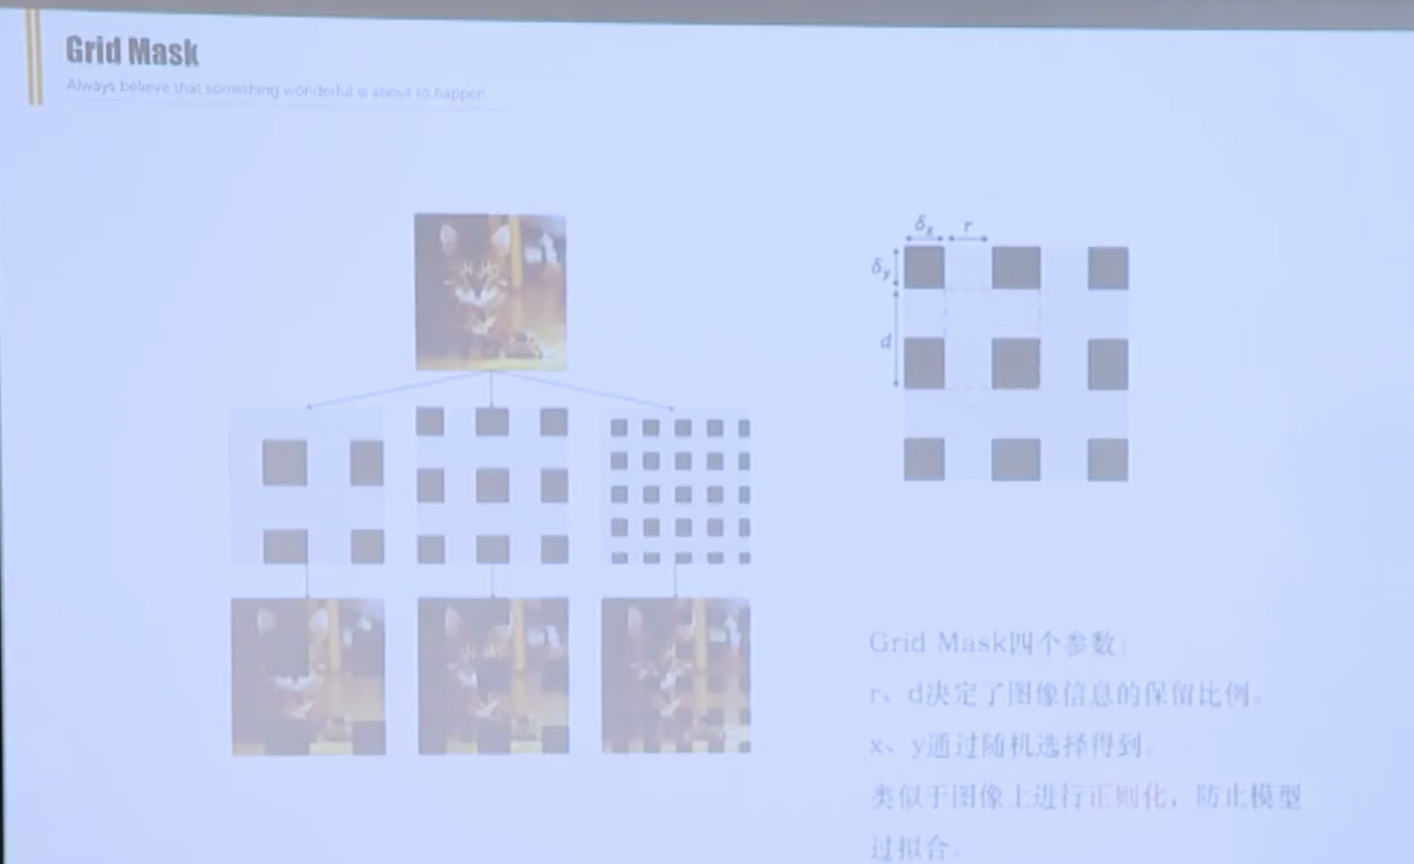 Grid Mask
Always believe that something wonderful is about to happen
δx r
δy
d
Grid Mask四个参数:
r、d决定了图像信息的保留比例。
x、y通过随机选择得到。
类似于图像上进行正则化，防止模型
过拟合。